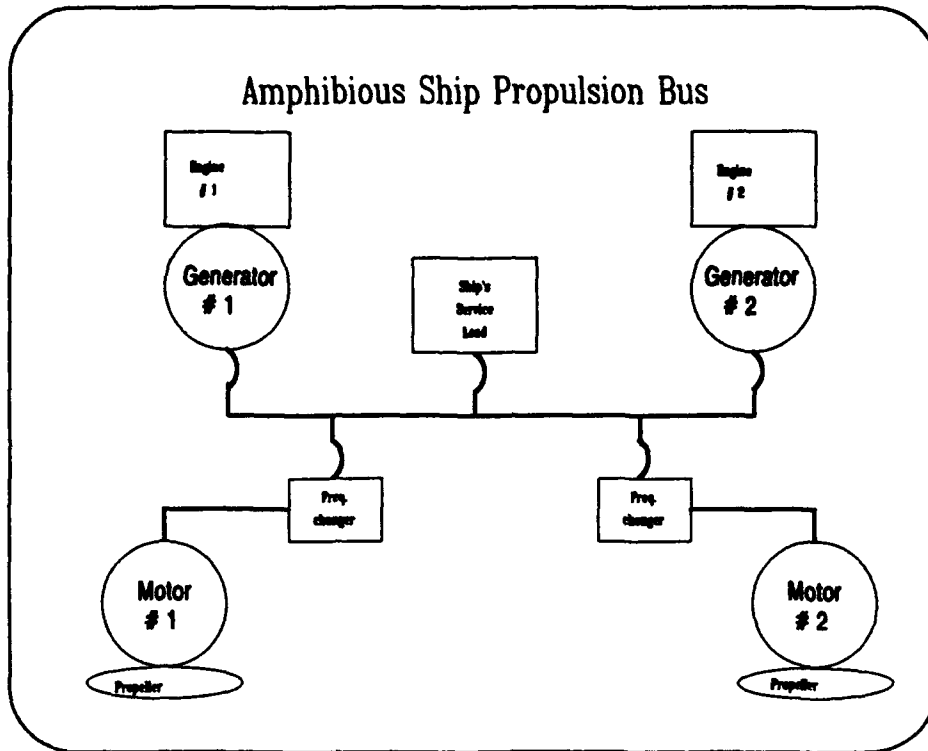 Amphibious Ship Propulsion Bus
Engine
# 1
Engine
# 2
Generator
# 1
Ship's
Service
Load
Generator
# 2
Freq.
changer
Freq.
changer
Motor
# 1
Motor
# 2
Propeller
Propeller